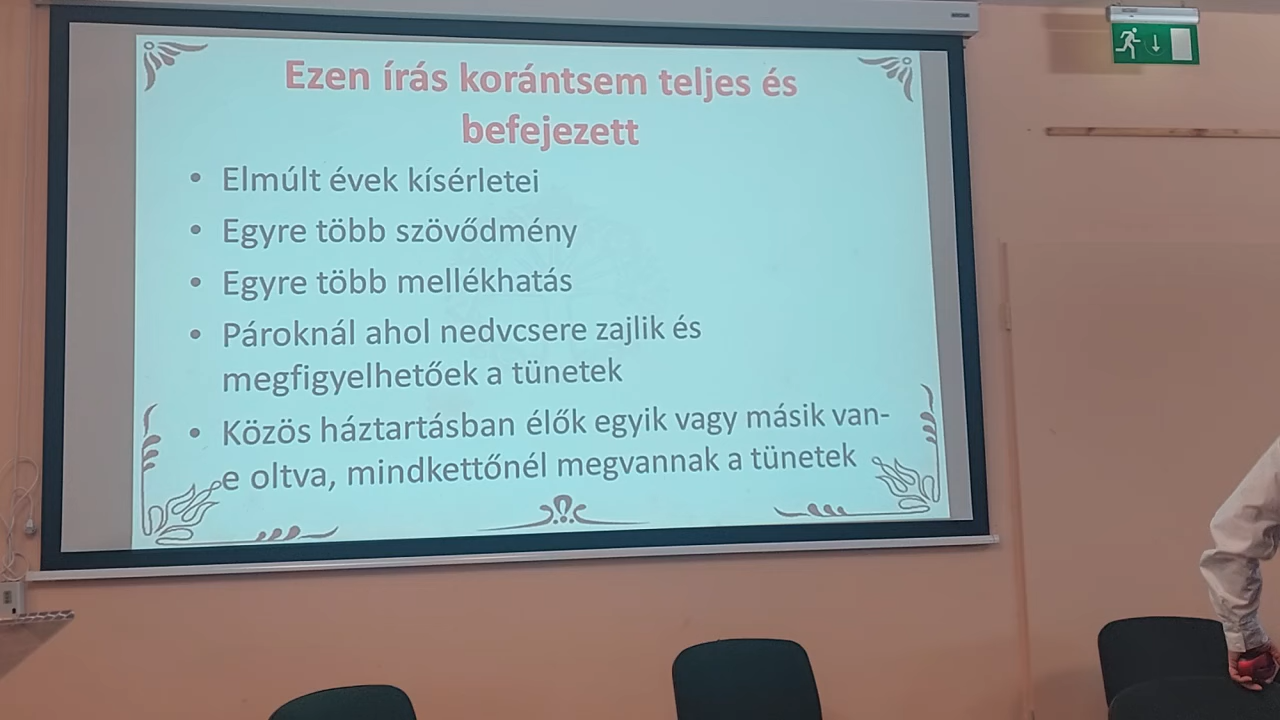 Ezen írás korántsem teljes és
befejezett
• Elmúlt évek kísérletei
• Egyre több szövődmény
• Egyre több mellékhatás
• Pároknál ahol nedvcsere zajlik és
megfigyelhetőek a tünetek
• Közös háztartásban élők egyik vagy másik van-
e oltva, mindkettőnél megvannak a tünetek